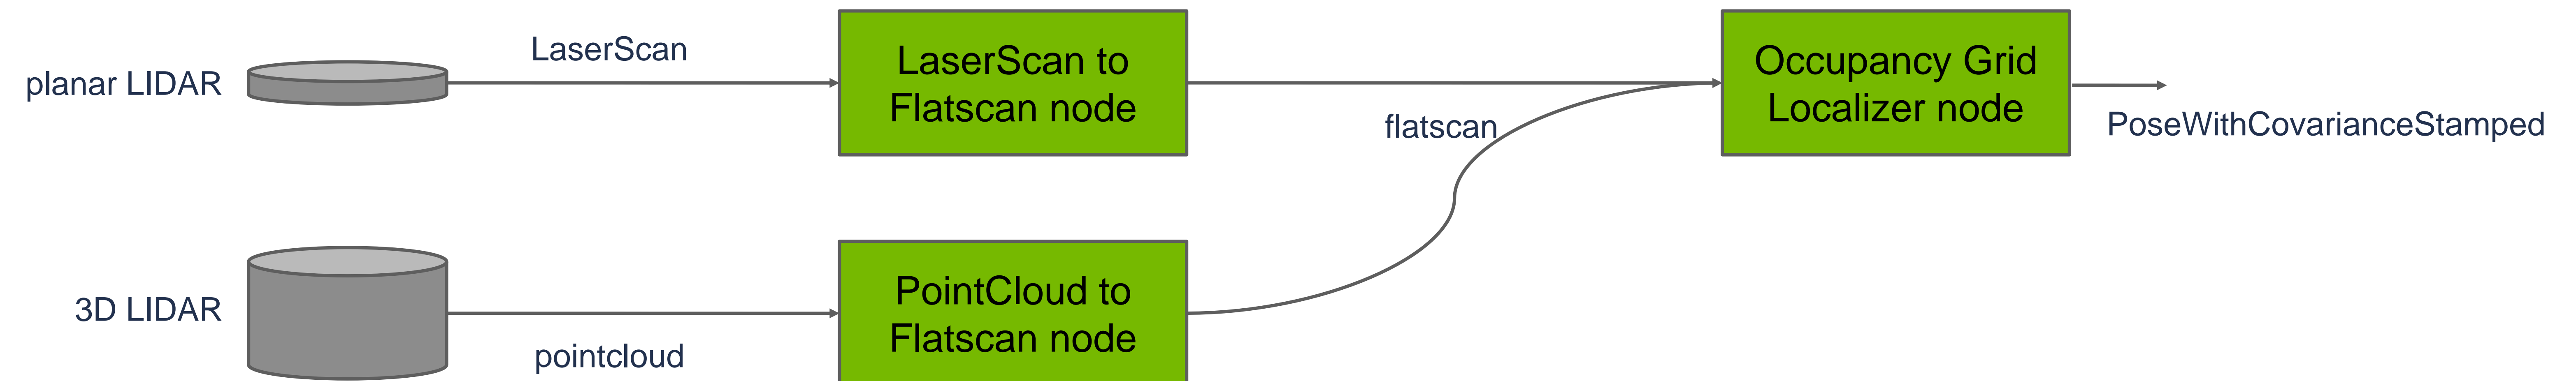 planar LIDAR
LaserScan
LaserScan to
Flatscan node
flatscan
Occupancy Grid
Localizer node
PoseWithCovarianceStamped
3D LIDAR
pointcloud
PointCloud to
Flatscan node